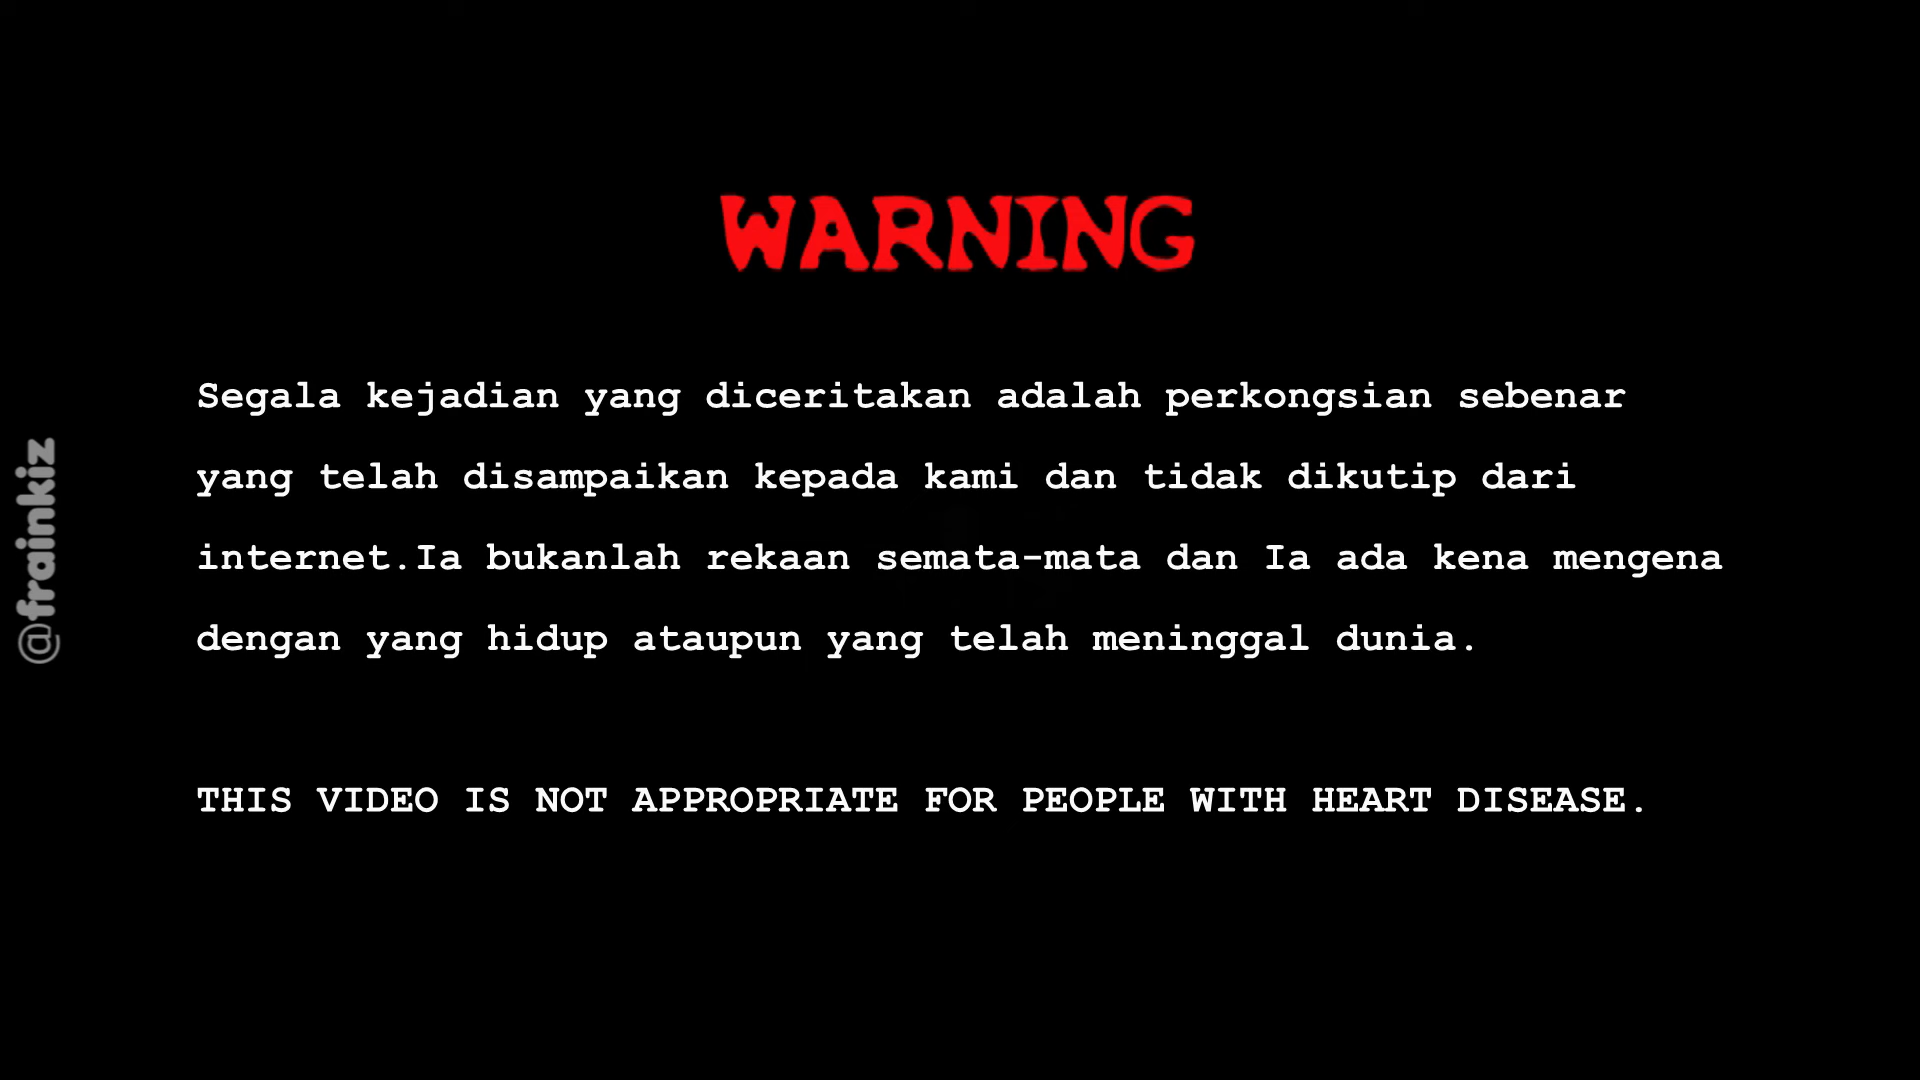 WARNING
Segala kejadian yang diceritakan adalah perkongsian sebenar
yang telah disampaikan kepada kami dan tidak dikutip dari
internet.Ia bukanlah rekaan semata-mata dan Ia ada kena mengena
dengan yang hidup ataupun yang telah meninggal dunia.
THIS VIDEO IS NOT APPROPRIATE FOR PEOPLE WITH HEART DISEASE.
@frainkiz